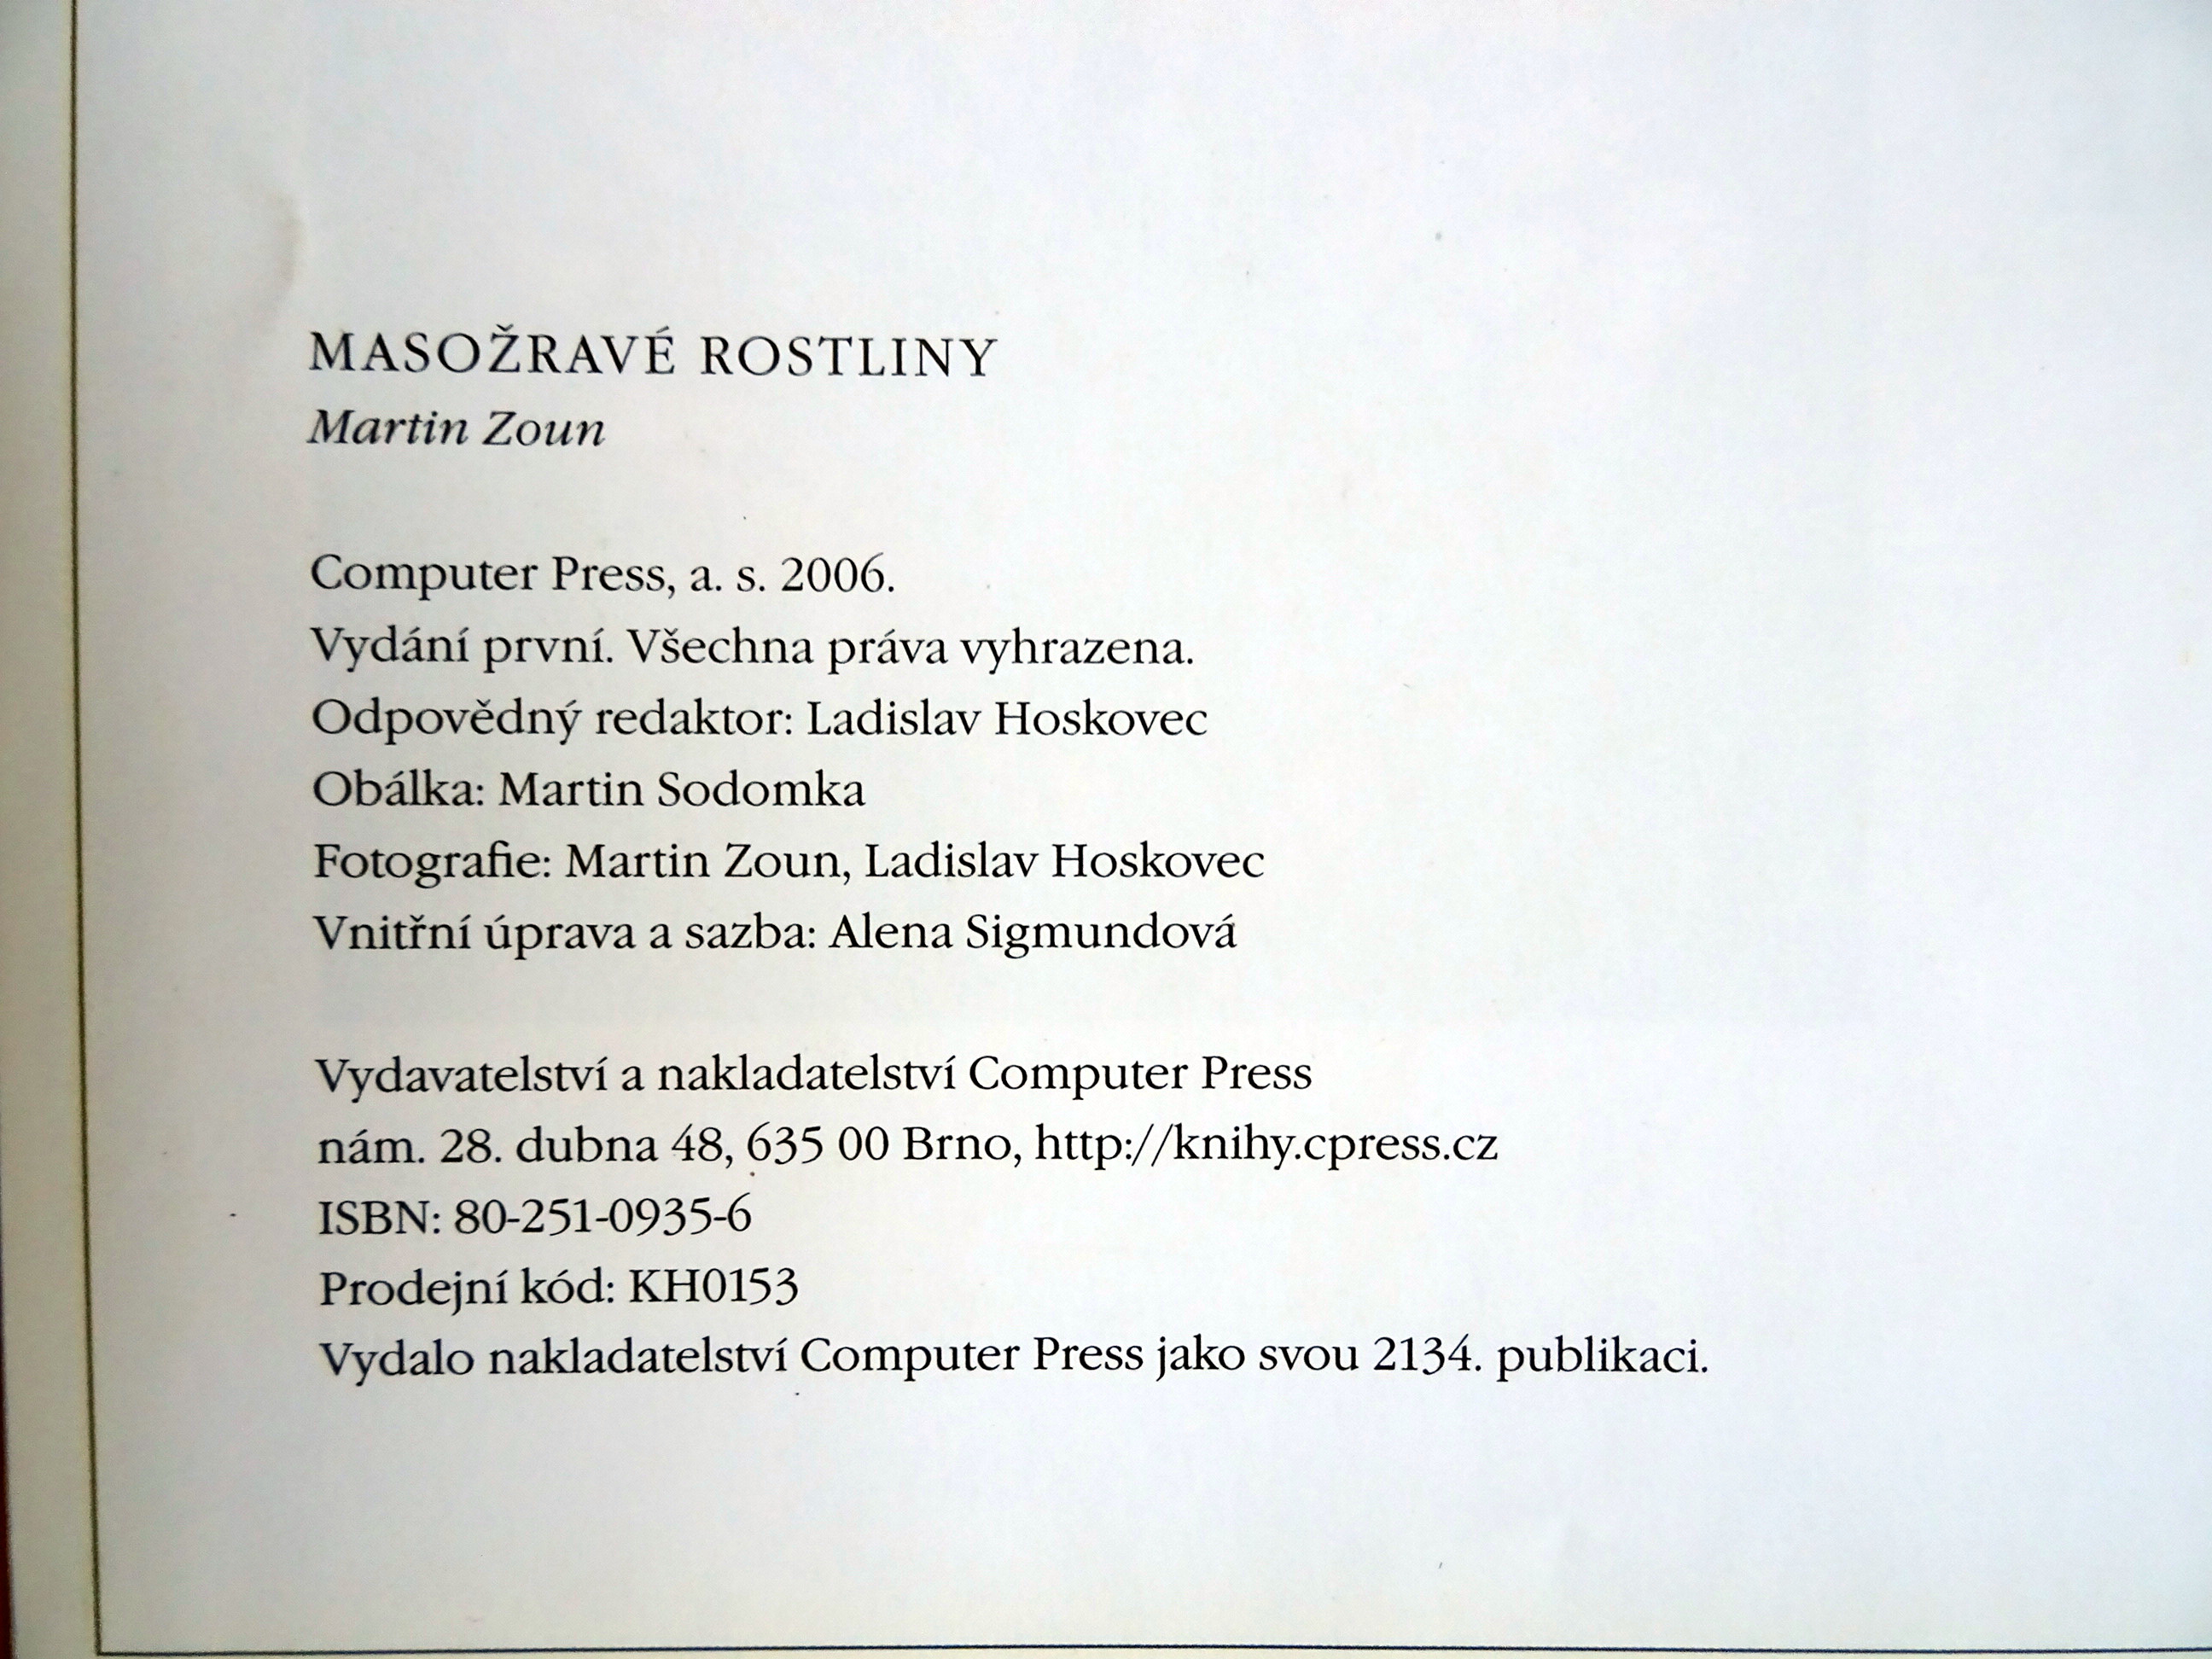 MASOŽRAVÉ ROSTLINY
Martin Zoun
Computer Press, a. s. 2006.
Vydání první. Všechna práva vyhrazena.
Odpovědný redaktor: Ladislav Hoskovec
Obálka: Martin Sodomka
Fotografie: Martin Zoun, Ladislav Hoskovec
Vnitřní úprava a sazba: Alena Sigmundová
Vydavatelství a nakladatelství Computer Press
nám. 28. dubna 48, 635 00 Brno, http://knihy.cpress.cz
ISBN: 80-251-0935-6
Prodejní kód: KH0153
Vydalo nakladatelství Computer Press jako svou 2134. publikaci.